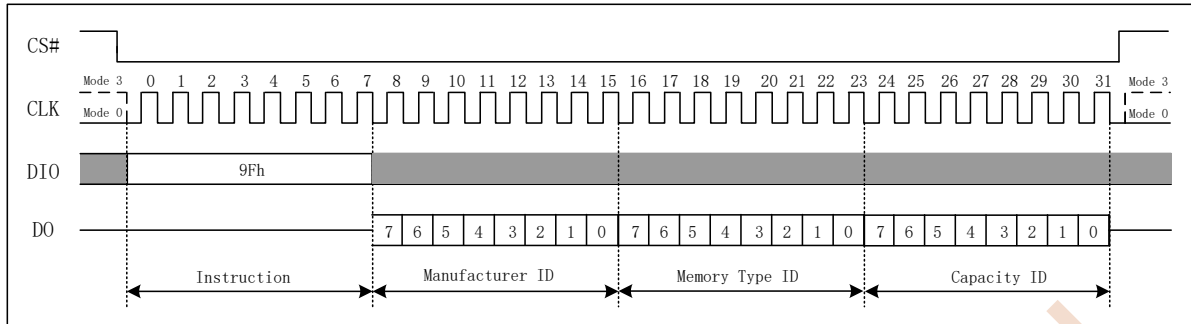 CS#
Mode 3 0 1 2 3 4 5 6 7 8 9 10 11 12 13 14 15 16 17 18 19 20 21 22 23 24 25 26 27 28 29 30 31 Mode 3
CLK
Mode 0 Mode 0
DIO 9Fh
DO 7 6 5 4 3 2 1 0 7 6 5 4 3 2 1 0 7 6 5 4 3 2 1 0
Instruction Manufacturer ID Memory Type ID Capacity ID